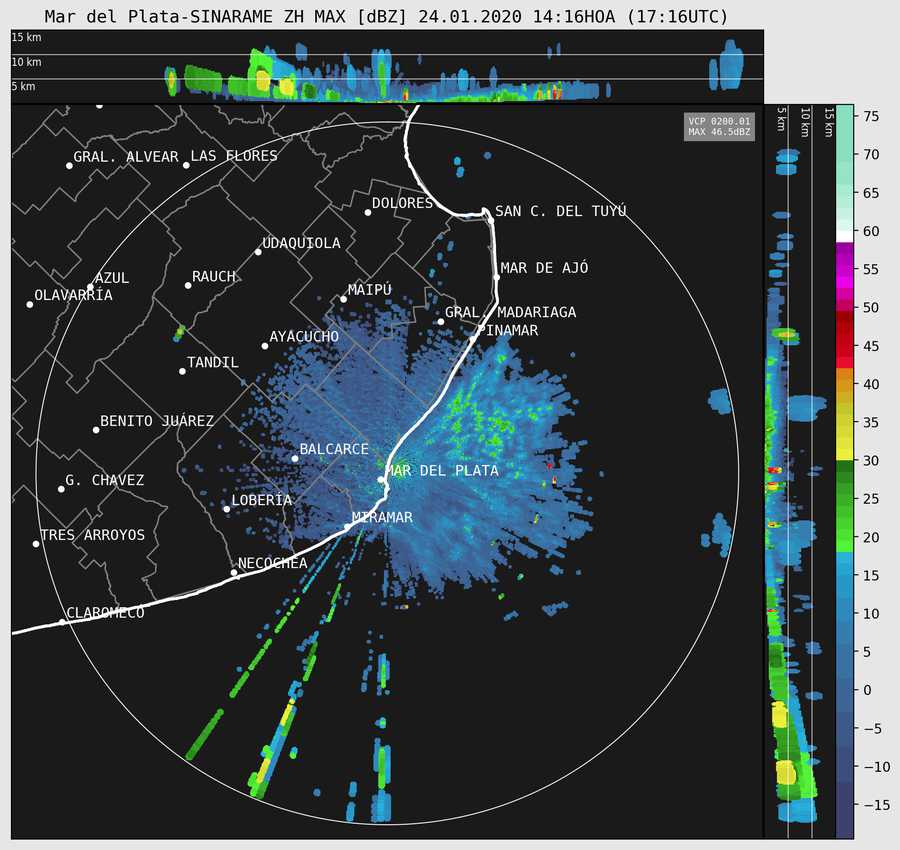 Mar del Plata-SINARAME ZH MAX [dBZ] 24.01.2020 14:16HOA (17:16UTC)
15 km
10 km
5 km
VCP 0200.01
MAX 46.5dBZ
5 km
10 km
15 km
GRAL. ALVEAR
LAS FLORES
DOLORES
SAN C. DEL TUYÚ
UDAQUIOLA
MAR DE AJÓ
AZUL
RAUCH
OLAVARRÍA
MAIPÚ
GRAL. MADARIAGA
PINAMAR
AYACUCHO
TANDIL
BENITO JUÁREZ
BALCARCE
MAR DEL PLATA
G. CHAVEZ
LOBERÍA
MIRAMAR
TRES ARROYOS
NECOCHEA
CLAROMECÓ
75
70
65
60
55
50
45
40
35
30
25
20
15
10
5
0
−5
−10
−15